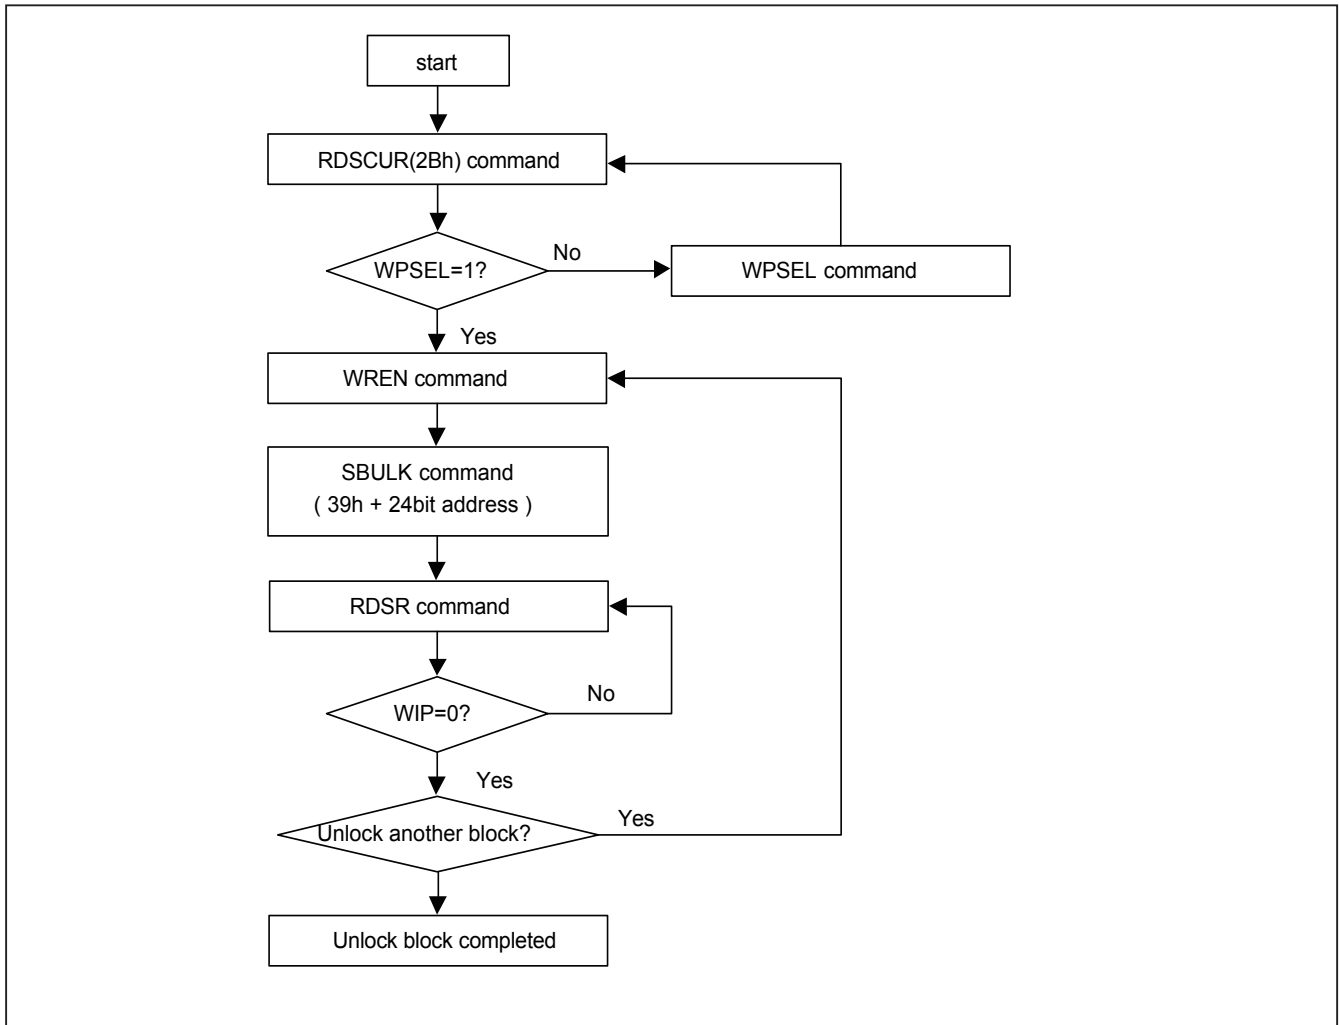 start
RDSCUR(2Bh) command
WPSEL=1?
No
WPSEL command
Yes
WREN command
SBULK command
( 39h + 24bit address )
RDSR command
WIP=0?
No
Yes
Unlock another block?
Yes
Unlock block completed